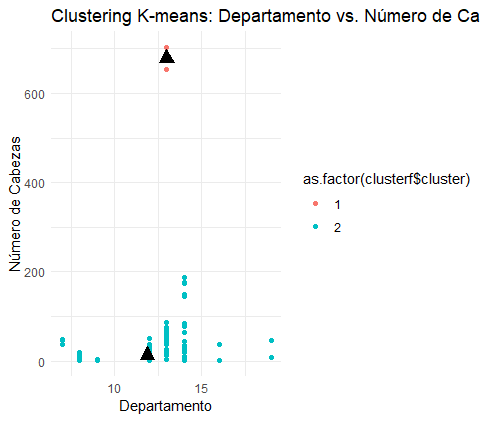 Clustering K-means: Departamento vs. Número de Ca
Número de Cabezas
600
400
200
0
10
15
Departamento
as.factor(clusterf$cluster)
1
2